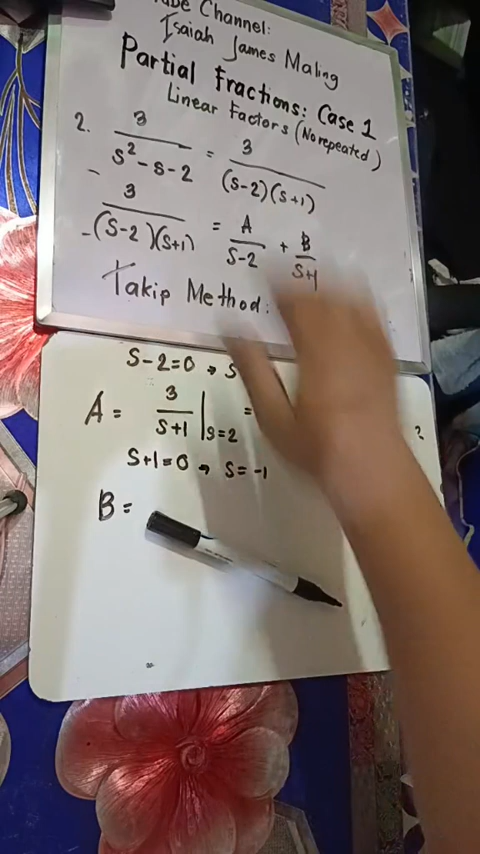 Channel:
Isaiah James Maling
Partial Fractions: Case 1
Linear Factors (No repeated)
2. 3/(s²-s-2) = 3/((s-2)(s+1))
3/((s-2)(s+1)) = A/(s-2) + B/(s+1)
Takip Method:
s-2=0 → s
A = 3/(s+1) |s=2 =
s+1=0 → s=-1
B =